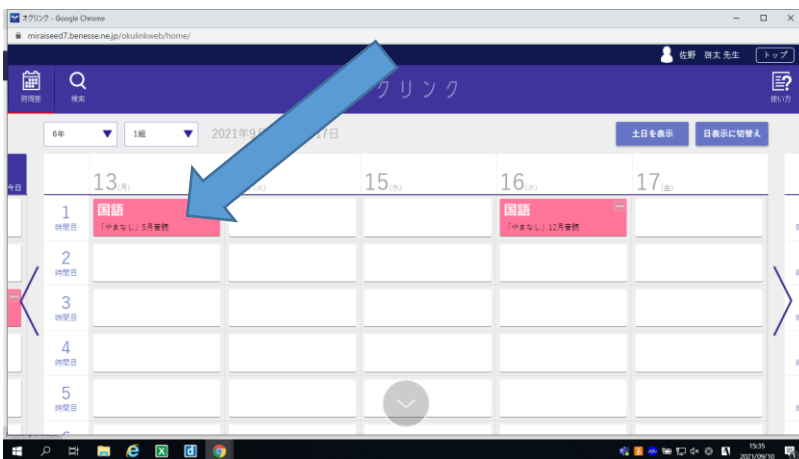 オクリンク - Google Chrome
miraiseed7.benesse.ne.jp/okulinkweb/home/
佐野 啓太 先生
トップ
時間割
検索
クリンク
使い方
6年
1組
2021年9月
17日
土日を表示
日表示に切替え
今日
13(月)
15(水)
16(木)
17(金)
1
時間目
国語
「やまなし」5月音読
国語
「やまなし」12月音読
2
時間目
3
時間目
4
時間目
5
時間目
15:35
2021/09/10